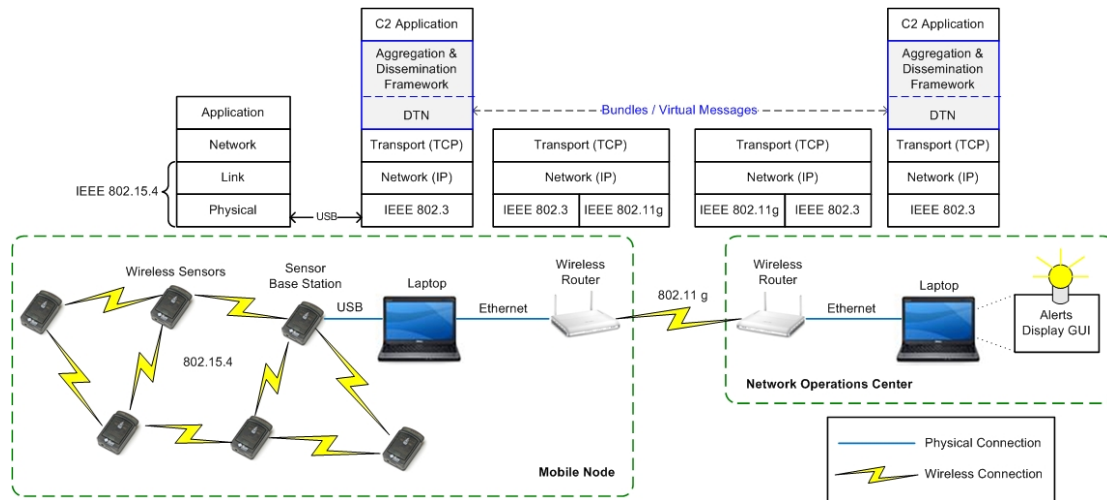 C2 Application
C2 Application
Aggregation &
Dissemination
Framework
Aggregation &
Dissemination
Framework
Application
DTN
Bundles / Virtual Messages
DTN
Network
Transport (TCP)
Transport (TCP)
Transport (TCP)
Transport (TCP)
IEEE 802.15.4
Link
Network (IP)
Network (IP)
Network (IP)
Network (IP)
Physical
USB
IEEE 802.3
IEEE 802.3
IEEE 802.11g
IEEE 802.11g
IEEE 802.3
IEEE 802.3
Wireless Sensors
Sensor
Base Station
USB
Laptop
Ethernet
Wireless
Router
802.11 g
Wireless
Router
Ethernet
Laptop
Alerts
Display GUI
802.15.4
Mobile Node
Network Operations Center
Physical Connection
Wireless Connection